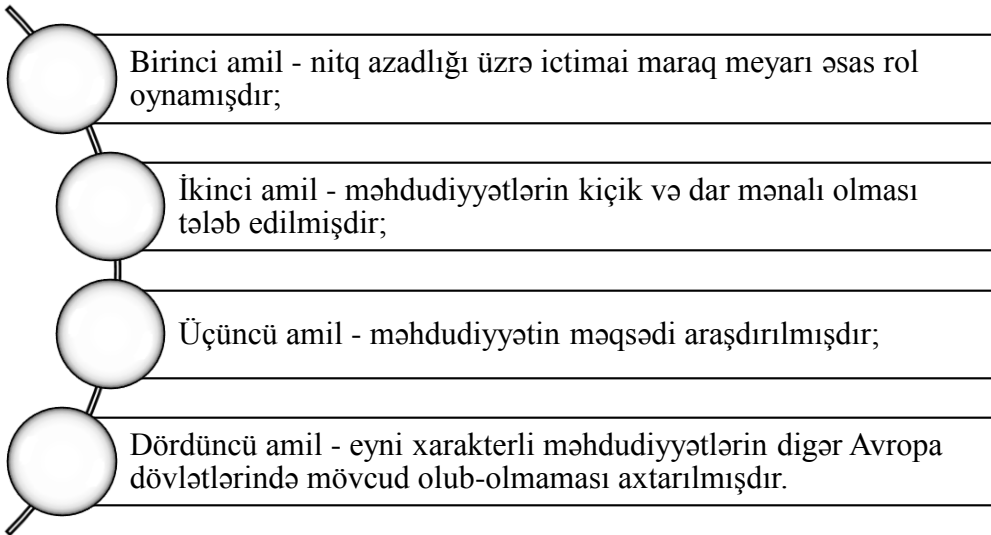 Birinci amil - nitq azadlığı üzrə ictimai maraq meyarı əsas rol
oynamışdır;
İkinci amil - məhdudiyyətlərin kiçik və dar mənalı olması
tələb edilmişdir;
Üçüncü amil - məhdudiyyətin məqsədi araşdırılmışdır;
Dördüncü amil - eyni xarakterli məhdudiyyətlərin digər Avropa
dövlətlərində mövcud olub-olmaması axtarılmışdır.